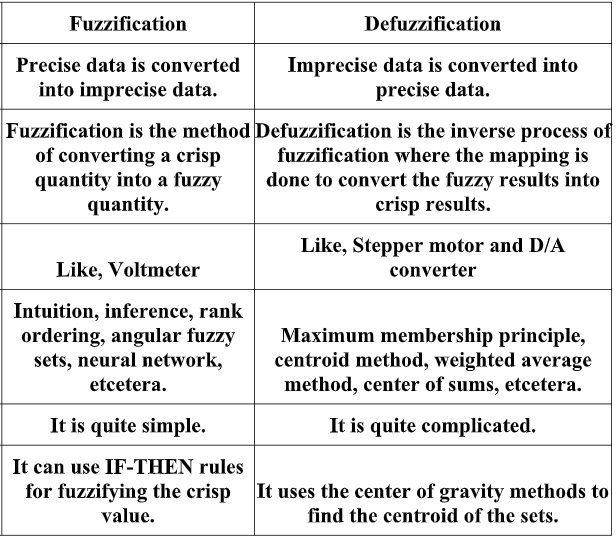 Fuzzification
Defuzzification
Precise data is converted
into imprecise data.
Imprecise data is converted into
precise data.
Fuzzification is the method
of converting a crisp
quantity into a fuzzy
quantity.
Defuzzification is the inverse process of
fuzzification where the mapping is
done to convert the fuzzy results into
crisp results.
Like, Voltmeter
Like, Stepper motor and D/A
converter
Intuition, inference, rank
ordering, angular fuzzy
sets, neural network,
etcetera.
Maximum membership principle,
centroid method, weighted average
method, center of sums, etcetera.
It is quite simple.
It is quite complicated.
It can use IF-THEN rules
for fuzzifying the crisp
value.
It uses the center of gravity methods to
find the centroid of the sets.